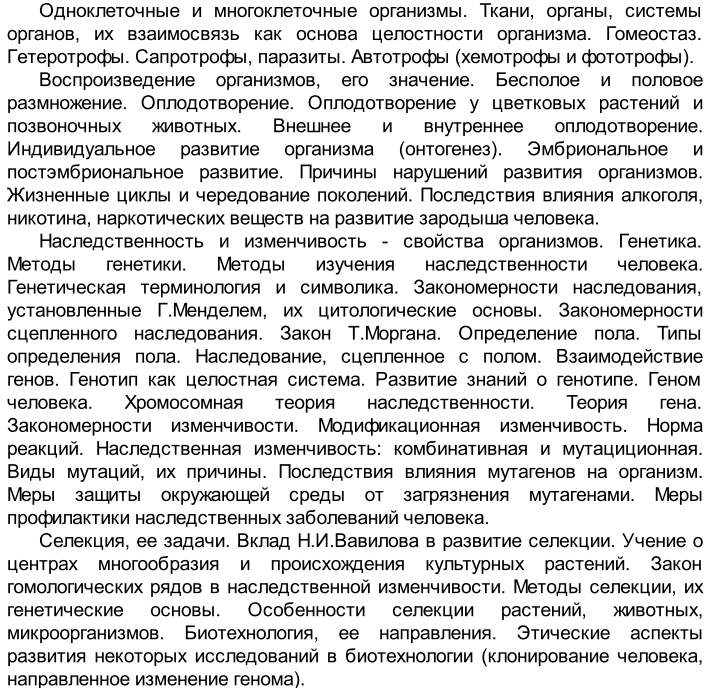 Одноклеточные и многоклеточные организмы. Ткани, органы, системы
органов, их взаимосвязь как основа целостности организма. Гомеостаз.
Гетеротрофы. Сапротрофы, паразиты. Автотрофы (хемотрофы и фототрофы).
Воспроизведение организмов, его значение. Бесполое и половое
размножение. Оплодотворение. Оплодотворение у цветковых растений и
позвоночных животных. Внешнее и внутреннее оплодотворение.
Индивидуальное развитие организма (онтогенез). Эмбриональное и
постэмбриональное развитие. Причины нарушений развития организмов.
Жизненные циклы и чередование поколений. Последствия влияния алкоголя,
никотина, наркотических веществ на развитие зародыша человека.
Наследственность и изменчивость - свойства организмов. Генетика.
Методы генетики. Методы изучения наследственности человека.
Генетическая терминология и символика. Закономерности наследования,
установленные Г.Менделем, их цитологические основы. Закономерности
сцепленного наследования. Закон Т.Моргана. Определение пола. Типы
определения пола. Наследование, сцепленное с полом. Взаимодействие
генов. Генотип как целостная система. Развитие знаний о генотипе. Геном
человека. Хромосомная теория наследственности. Теория гена.
Закономерности изменчивости. Модификационная изменчивость. Норма
реакций. Наследственная изменчивость: комбинативная и мутациционная.
Виды мутаций, их причины. Последствия влияния мутагенов на организм.
Меры защиты окружающей среды от загрязнения мутагенами. Меры
профилактики наследственных заболеваний человека.
Селекция, ее задачи. Вклад Н.И.Вавилова в развитие селекции. Учение о
центрах многообразия и происхождения культурных растений. Закон
гомологических рядов в наследственной изменчивости. Методы селекции, их
генетические основы. Особенности селекции растений, животных,
микроорганизмов. Биотехнология, ее направления. Этические аспекты
развития некоторых исследований в биотехнологии (клонирование человека,
направленное изменение генома).